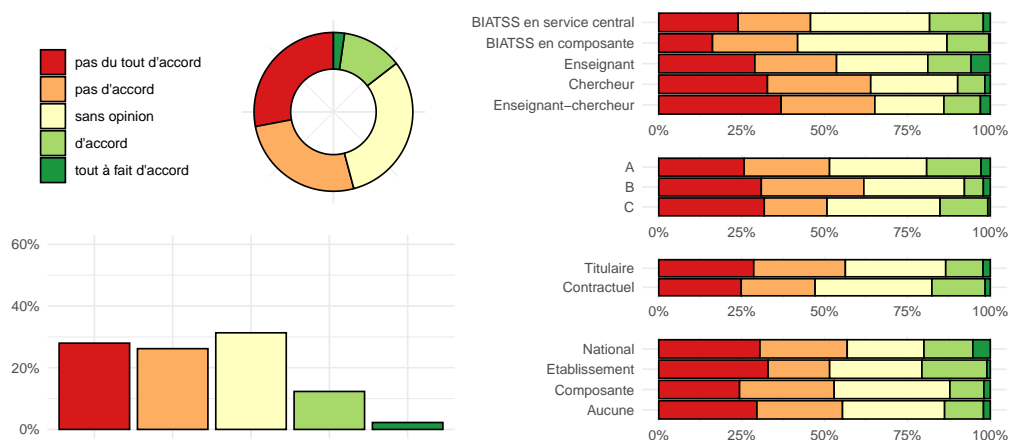 pas du tout d'accord
pas d'accord
sans opinion
d'accord
tout à fait d'accord
60%
40%
20%
0%
BIATSS en service central
BIATSS en composante
Enseignant
Chercheur
Enseignant−chercheur
0% 25% 50% 75% 100%
A
B
C
0% 25% 50% 75% 100%
Titulaire
Contractuel
0% 25% 50% 75% 100%
National
Etablissement
Composante
Aucune
0% 25% 50% 75% 100%